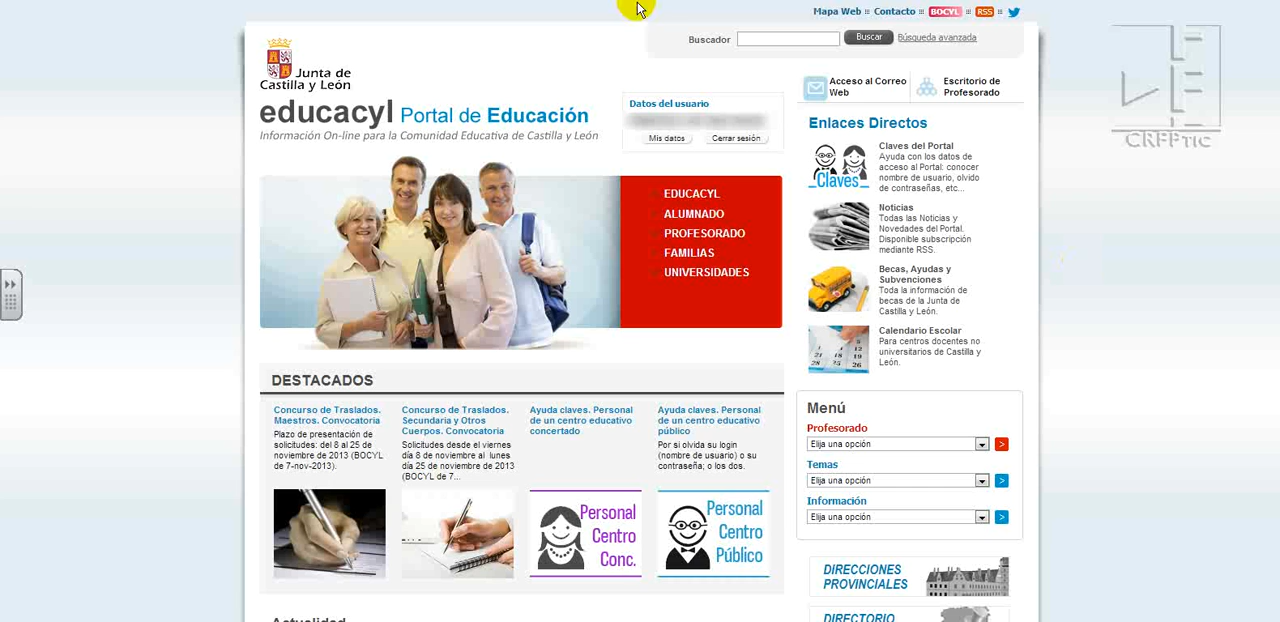 Mapa Web :: Contacto :: BOCYL :: RSS ::
Buscador
Buscar
Búsqueda avanzada
Junta de
Castilla y León
educacyl Portal de Educación
Información On-line para la Comunidad Educativa de Castilla y León
Datos del usuario
Mis datos
Cerrar sesión
Acceso al Correo
Web
Escritorio de
Profesorado
CRFPTIC
EDUCACYL
ALUMNADO
PROFESORADO
FAMILIAS
UNIVERSIDADES
Enlaces Directos
Claves
Claves del Portal
Ayuda con los datos de
acceso al Portal: conocer
nombre de usuario, olvido
de contraseñas, etc...
Noticias
Todas las Noticias y
Novedades del Portal.
Disponible subscripción
mediante RSS.
Becas, Ayudas y
Subvenciones
Toda la información de
becas de la Junta de
Castilla y León.
Calendario Escolar
Para centros docentes no
universitarios de Castilla y
León.
DESTACADOS
Concurso de Traslados.
Maestros. Convocatoria
Plazo de presentación de
solicitudes: del 8 al 25 de
noviembre de 2013 (BOCYL
de 7-nov-2013).
Concurso de Traslados.
Secundaria y Otros
Cuerpos. Convocatoria
Solicitudes desde el viernes
día 8 de noviembre al lunes
día 25 de noviembre de 2013
(BOCYL de 7...
Ayuda claves. Personal
de un centro educativo
concertado
Personal
Centro
Conc.
Ayuda claves. Personal
de un centro educativo
público
Por si olvida su login
(nombre de usuario) o su
contraseña; o los dos.
Personal
Centro
Público
Menú
Profesorado
Elija una opción
>
Temas
Elija una opción
>
Información
Elija una opción
>
DIRECCIONES
PROVINCIALES
DIRECTORIO
Actualidad